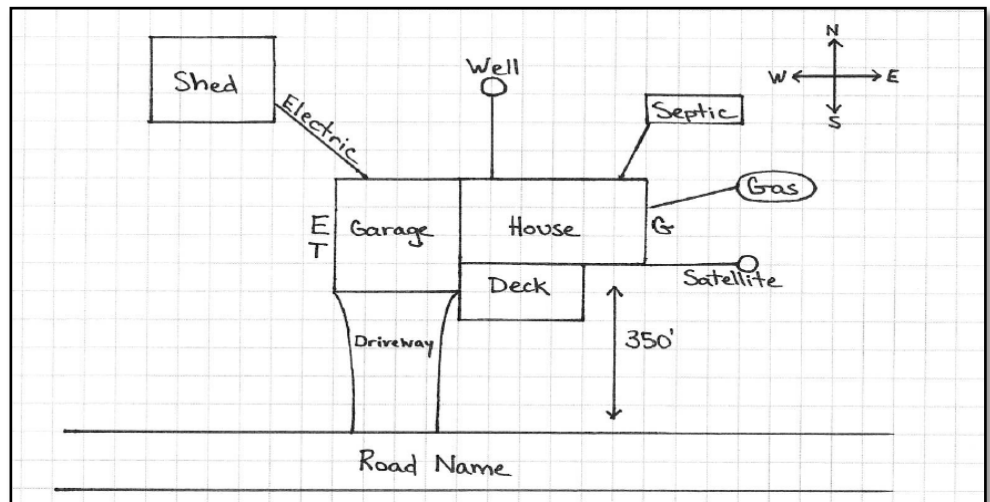 N
Well
Shed
W E
Septic
S
Electric
Gas
E
T
Garage
House
G
Deck
Satellite
Driveway
350'
Road Name